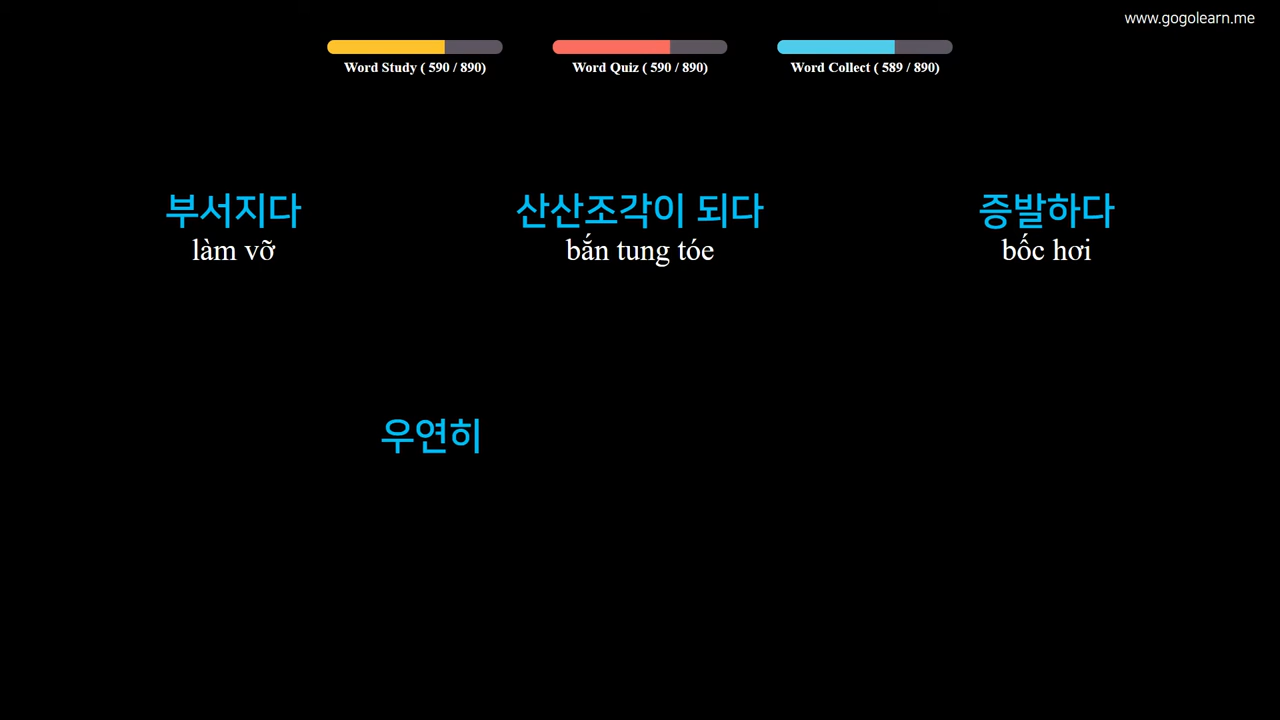 www.gogolearn.me
Word Study ( 590 / 890)
Word Quiz ( 590 / 890)
Word Collect ( 589 / 890)
부서지다
làm vỡ
산산조각이 되다
bắn tung tóe
증발하다
bốc hơi
우연히